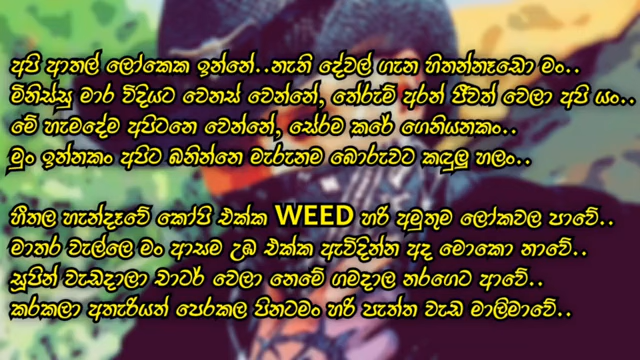 අපි ආතල් ලෝකෙක ඉන්නේ..නැති දේවල් ගැන හිතන්නෑඩො මං..
මිනිස්සු මාර විදියට වෙනස් වෙන්නේ, තේරුම් අරන් ජීවත් වෙලා අපි යං..
මේ හැමදේම අපිටනෙ වෙන්නේ, සේරම කරේ ගෙනියනකං..
මුං ඉන්නකං අපිට බනින්නෙ මැරුනම බොරුවට කඳුලු හලං..
හීතල හැන්දෑවේ කෝපි එක්ක WEED හරි අමුතුම ලෝකවල පාවේ..
මාතර වැල්ලෙ මං ආසම උඹ එක්ක ඇවිදින්න අද මොකො නාවේ..
සූපින් වැඩදාලා චාටර් වෙලා නෙමේ ගමදාල නරගෙට ආවේ..
කරකලා අතැරියත් පෙරකල පිනටමං හරි පැත්ත වැඩ මාලිමාවේ..